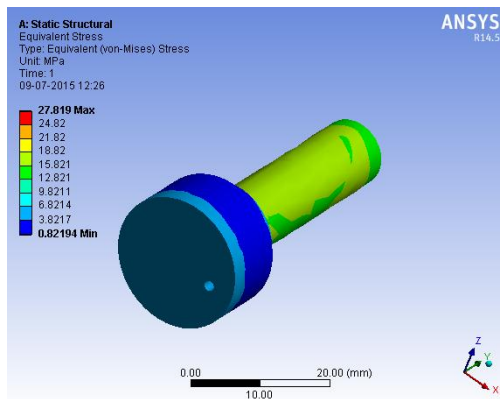 A: Static Structural
Equivalent Stress
Type: Equivalent (von-Mises) Stress
Unit: MPa
Time: 1
09-07-2015 12:26
ANSYS
R14.5
27.819 Max
24.82
21.82
18.82
15.821
12.821
9.8211
6.8214
3.8217
0.82194 Min
0.00
20.00 (mm)
10.00
Z
Y
X